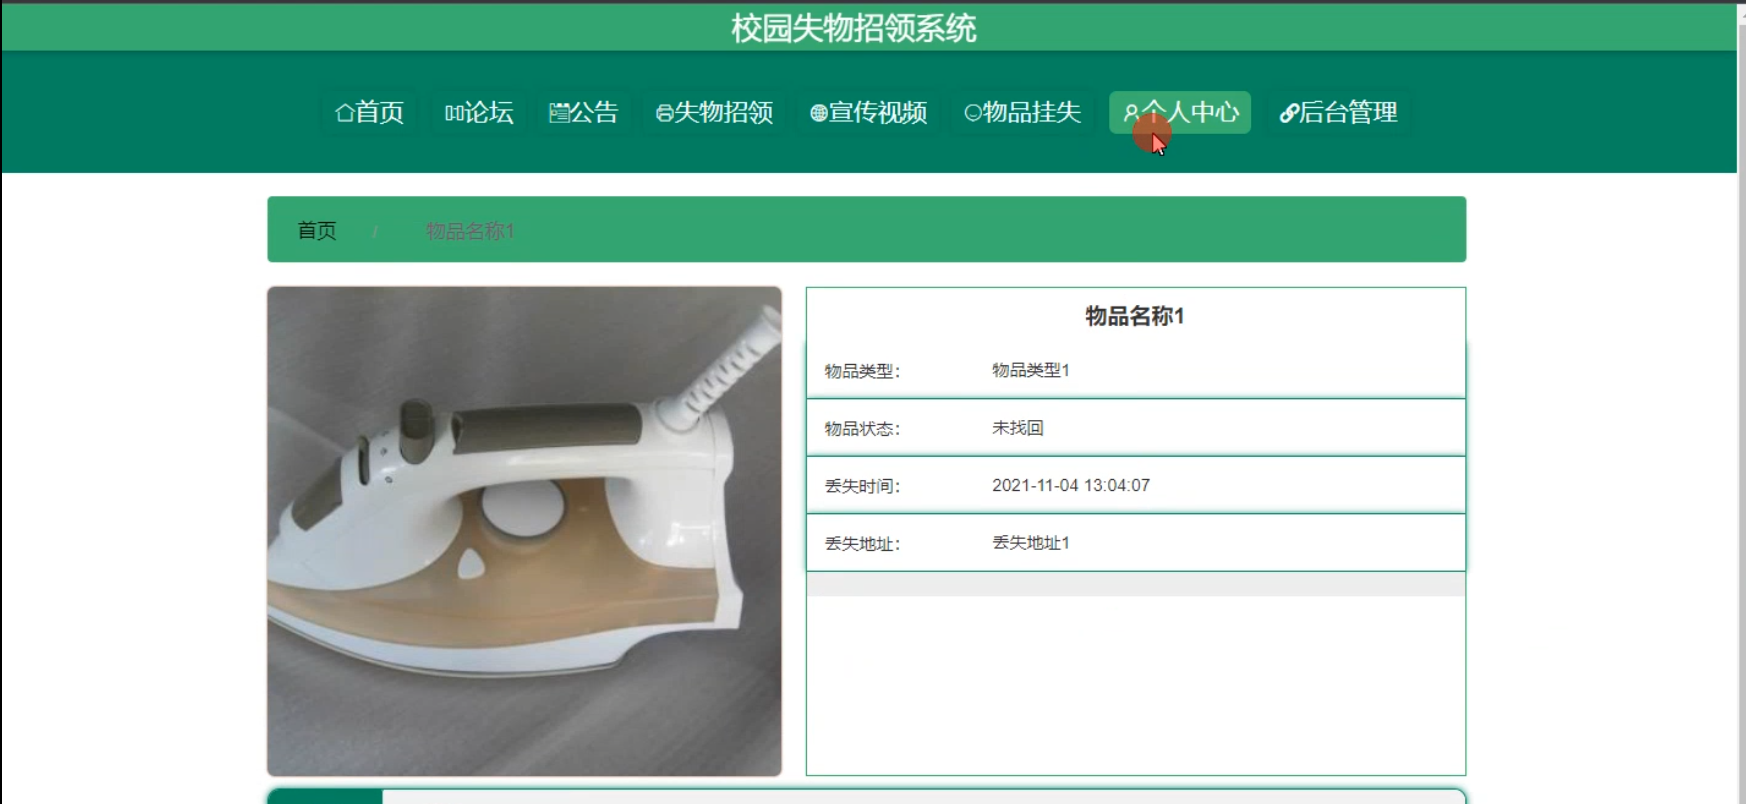 校园失物招领系统
首页 论坛 公告 失物招领 宣传视频 物品挂失 个人中心 后台管理
首页 / 物品名称1
物品名称1
物品类型： 物品类型1
物品状态： 未找回
丢失时间： 2021-11-04 13:04:07
丢失地址： 丢失地址1